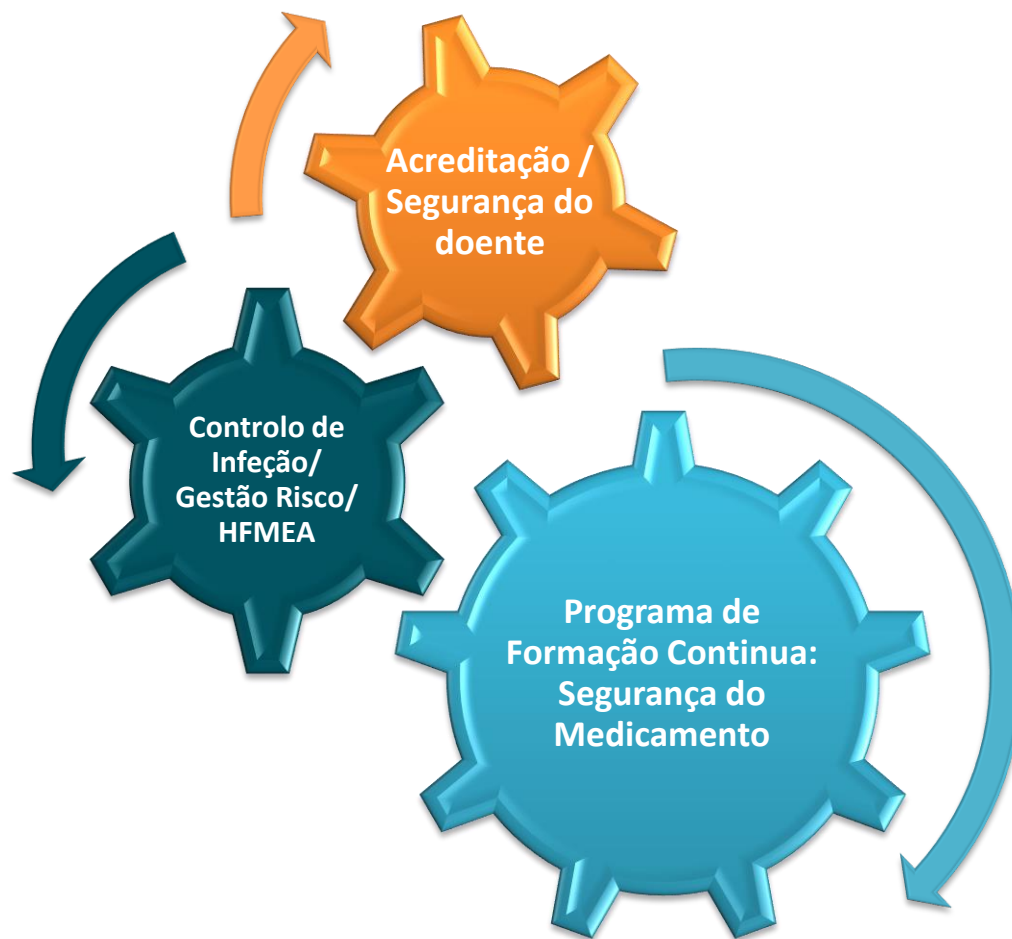 Acreditação /
Segurança do
doente
Controlo de
Infeção/
Gestão Risco/
HFMEA
Programa de
Formação Continua:
Segurança do
Medicamento